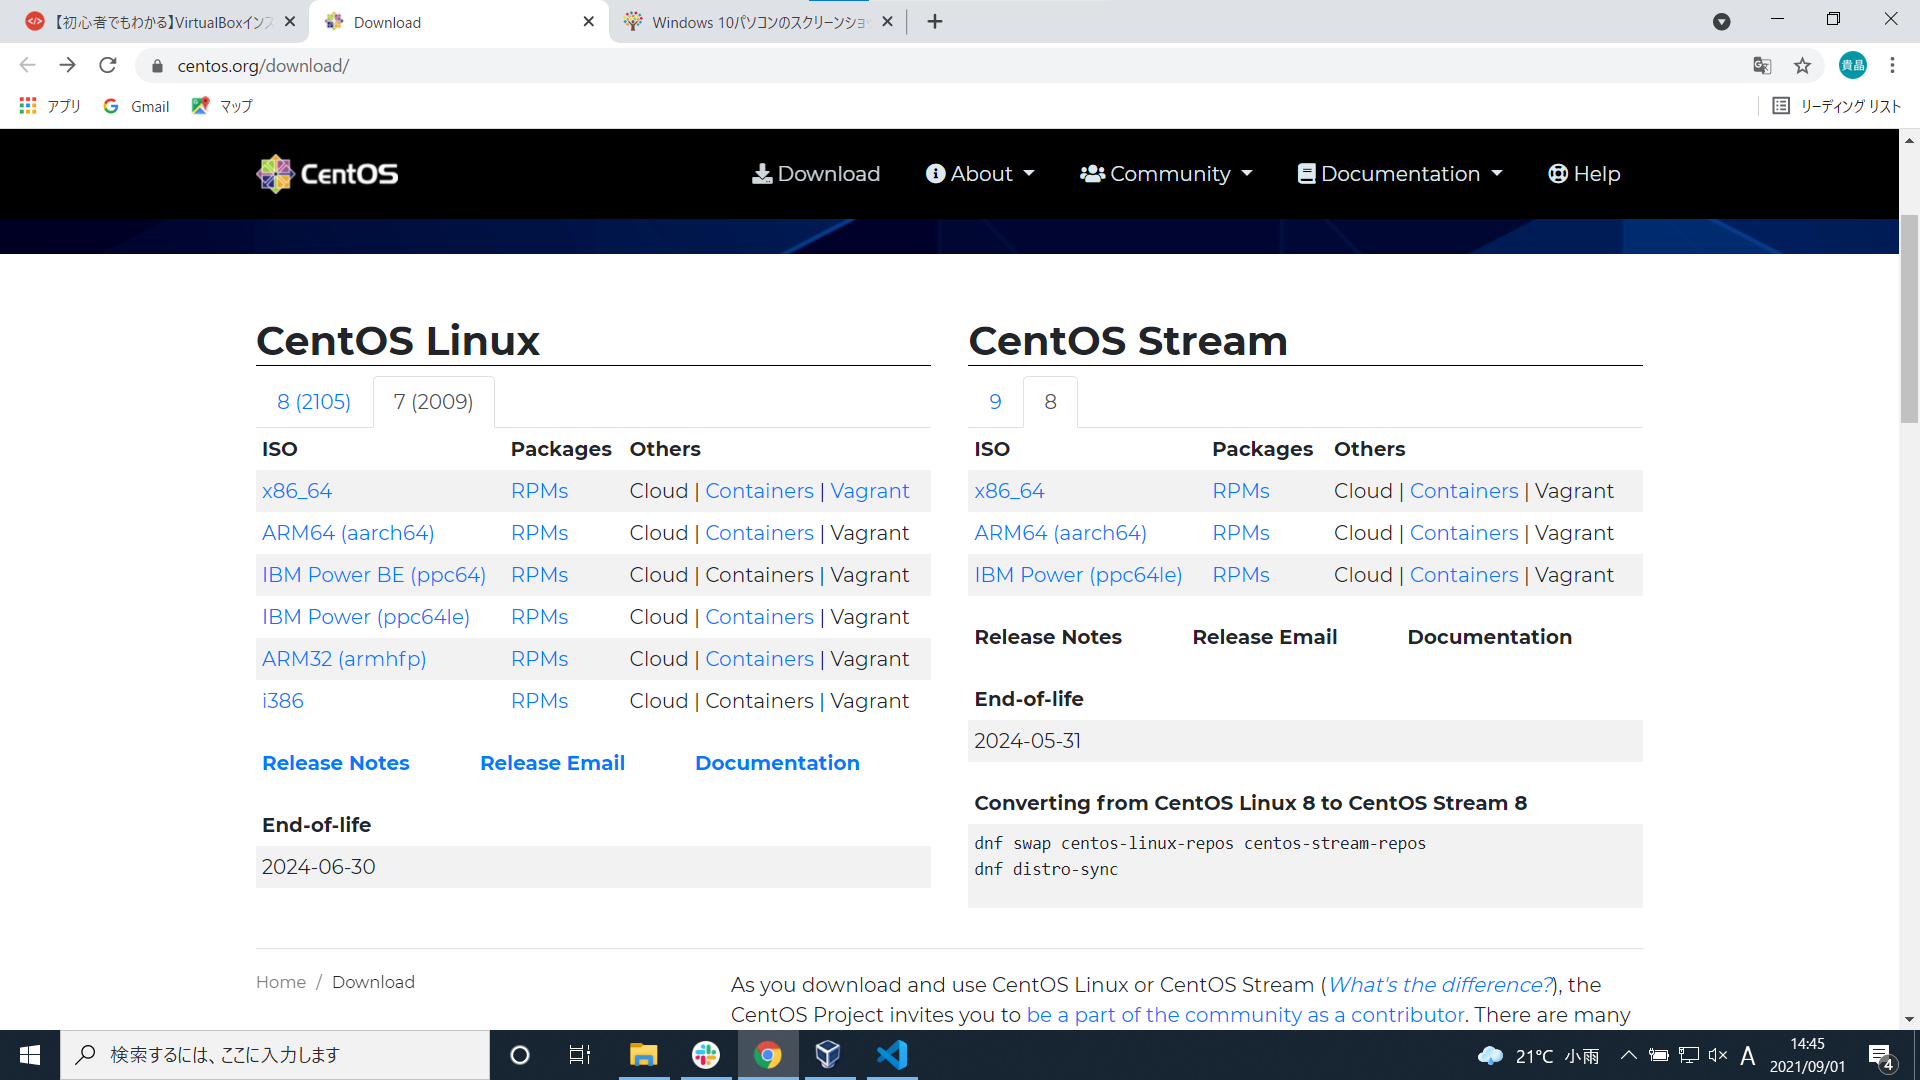 【初心者でもわかる】VirtualBoxインス
Download
Windows 10パソコンのスクリーンショ
centos.org/download/
貴晶
アプリ
Gmail
マップ
リーディング リスト
CentOS
Download
About
Community
Documentation
Help
CentOS Linux
8 (2105)
7 (2009)
ISO Packages Others
x86_64 RPMs Cloud | Containers | Vagrant
ARM64 (aarch64) RPMs Cloud | Containers | Vagrant
IBM Power BE (ppc64) RPMs Cloud | Containers | Vagrant
IBM Power (ppc64le) RPMs Cloud | Containers | Vagrant
ARM32 (armhfp) RPMs Cloud | Containers | Vagrant
i386 RPMs Cloud | Containers | Vagrant
Release Notes Release Email Documentation
End-of-life
2024-06-30
CentOS Stream
9
8
ISO Packages Others
x86_64 RPMs Cloud | Containers | Vagrant
ARM64 (aarch64) RPMs Cloud | Containers | Vagrant
IBM Power (ppc64le) RPMs Cloud | Containers | Vagrant
Release Notes Release Email Documentation
End-of-life
2024-05-31
Converting from CentOS Linux 8 to CentOS Stream 8
dnf swap centos-linux-repos centos-stream-repos
dnf distro-sync
Home / Download
As you download and use CentOS Linux or CentOS Stream (What's the difference?), the
CentOS Project invites you to be a part of the community as a contributor. There are many
検索するには、ここに入力します
21°C 小雨
A
14:45
2021/09/01
4